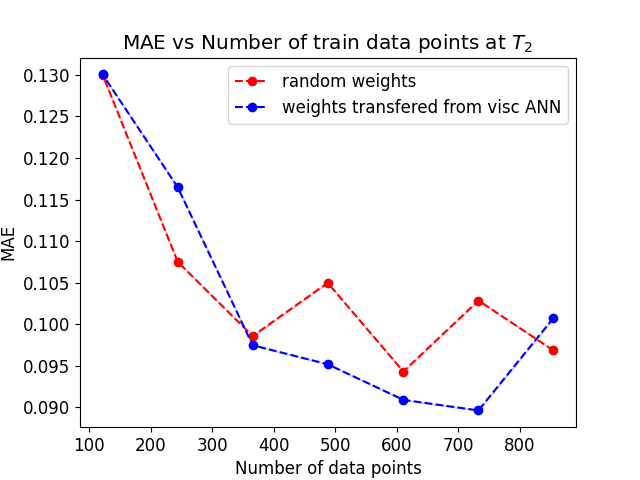 MAE vs Number of train data points at T₂
random weights
weights transfered from visc ANN
0.130
0.125
0.120
0.115
0.110
0.105
0.100
0.095
0.090
MAE
100 200 300 400 500 600 700 800
Number of data points